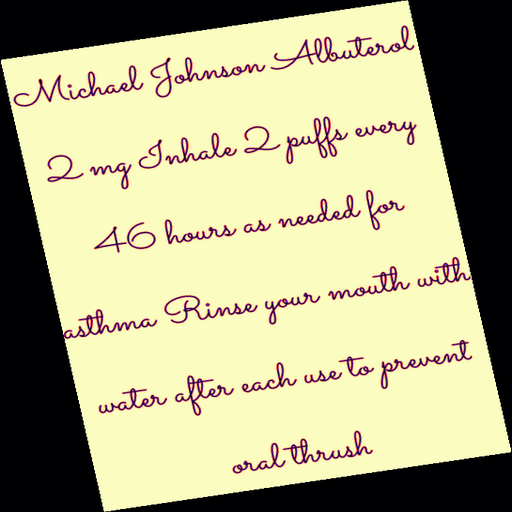 Michael Johnson Albuterol
2 mg Inhale 2 puffs every
46 hours as needed for
asthma Rinse your mouth with
water after each use to prevent
oral thrush